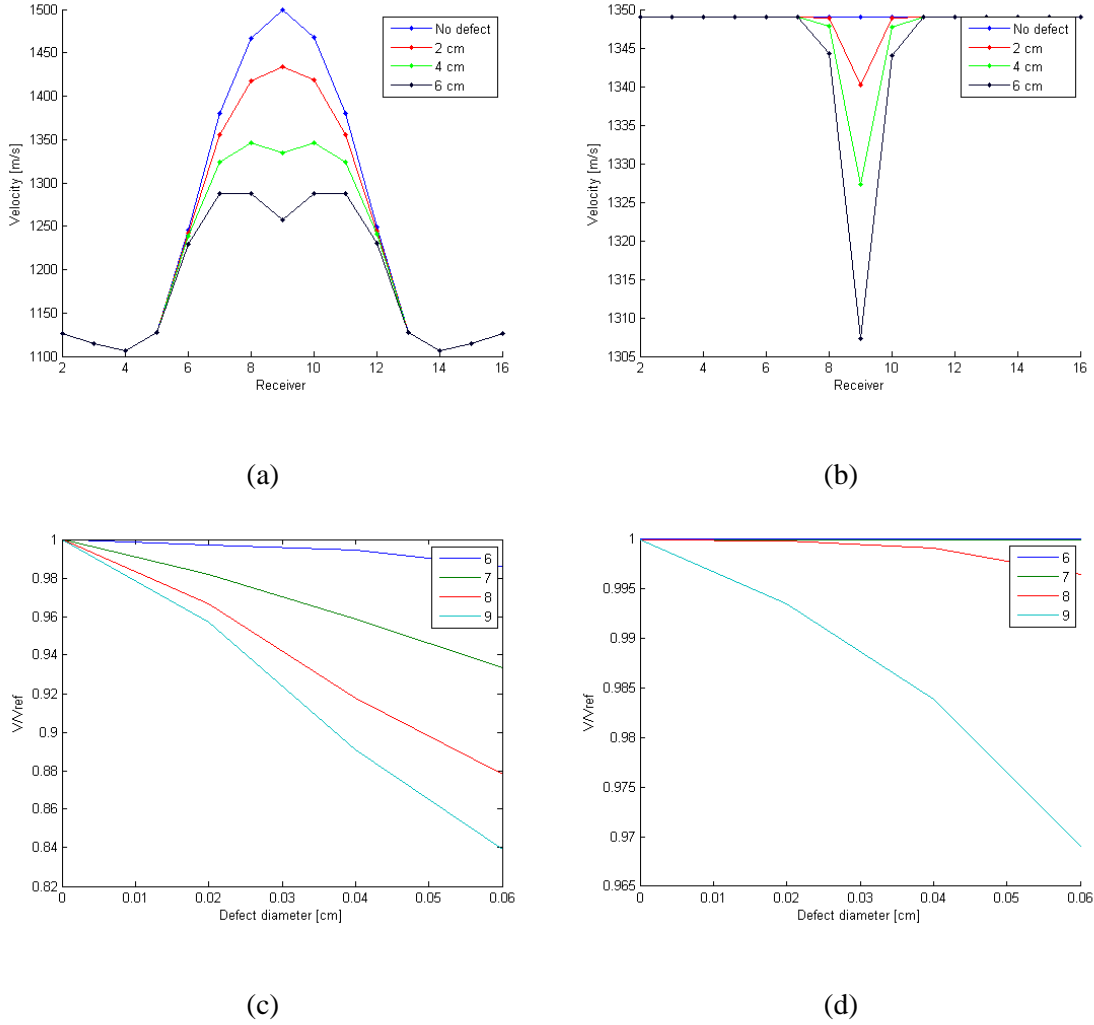 1500
1450
1400
1350
1300
1250
1200
1150
1100
Velocity [m/s]
2 4 6 8 10 12 14 16
Receiver
No defect
2 cm
4 cm
6 cm
(a)
1350
1345
1340
1335
1330
1325
1320
1315
1310
1305
Velocity [m/s]
2 4 6 8 10 12 14 16
Receiver
No defect
2 cm
4 cm
6 cm
(b)
1
0.98
0.96
0.94
0.92
0.9
0.88
0.86
0.84
0.82
V/Vref
0 0.01 0.02 0.03 0.04 0.05 0.06
Defect diameter [cm]
6
7
8
9
(c)
1
0.995
0.99
0.985
0.98
0.975
0.97
0.965
V/Vref
0 0.01 0.02 0.03 0.04 0.05 0.06
Defect diameter [cm]
6
7
8
9
(d)